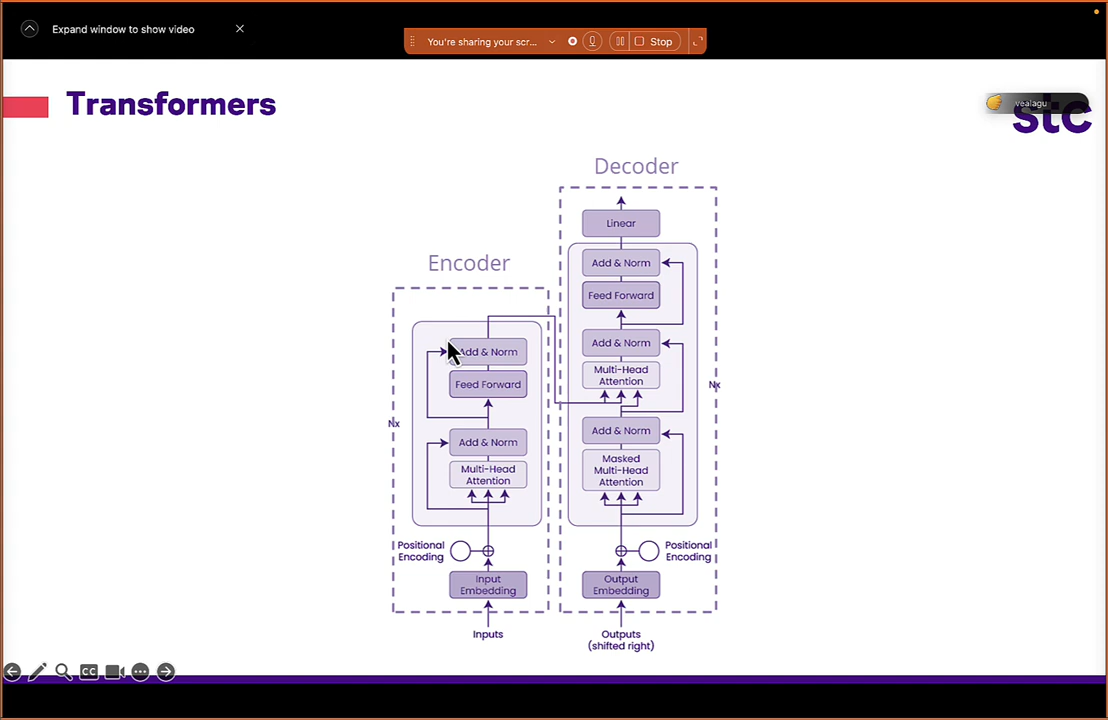 Expand window to show video
You're sharing your scr...
Stop
Transformers
vealagu
stc
Decoder
Linear
Add & Norm
Feed Forward
Add & Norm
Multi-Head
Attention
Nx
Add & Norm
Masked
Multi-Head
Attention
Positional
Encoding
Output
Embedding
Outputs
(shifted right)
Encoder
Add & Norm
Feed Forward
Nx
Add & Norm
Multi-Head
Attention
Positional
Encoding
Input
Embedding
Inputs
CC